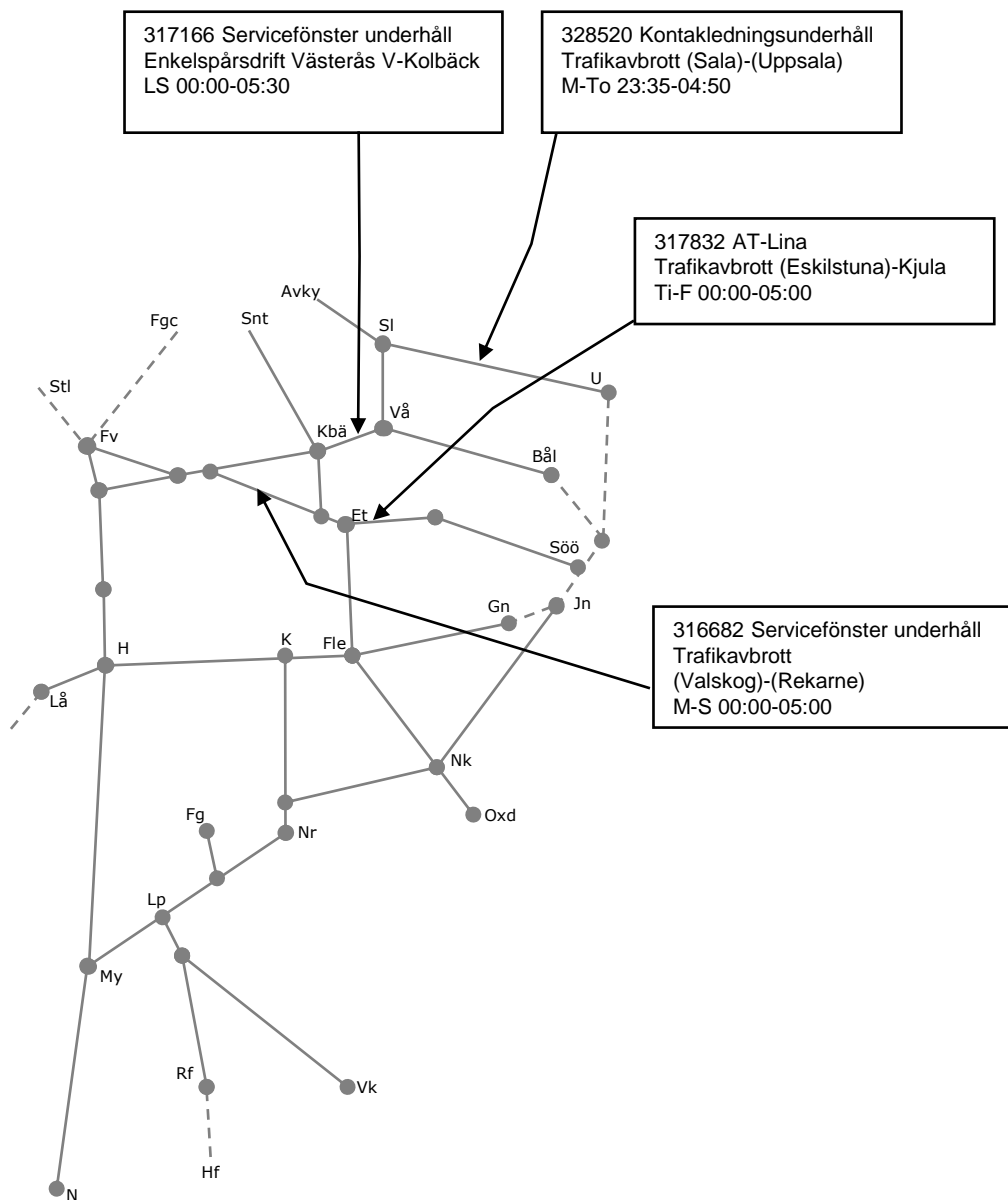 317166 Servicefönster underhåll
Enkelspårsdrift Västerås V-Kolbäck
LS 00:00-05:30
328520 Kontakledningsunderhåll
Trafikavbrott (Sala)-(Uppsala)
M-To 23:35-04:50
317832 AT-Lina
Trafikavbrott (Eskilstuna)-Kjula
Ti-F 00:00-05:00
Avky
Fgc
Snt
Sl
Stl
U
Vå
Fv
Kbä
Bål
Et
Söö
Jn
Gn
316682 Servicefönster underhåll
Trafikavbrott
(Valskog)-(Rekarne)
M-S 00:00-05:00
H
K
Fle
Lå
Nk
Fg
Oxd
Nr
Lp
My
Rf
Vk
Hf
N